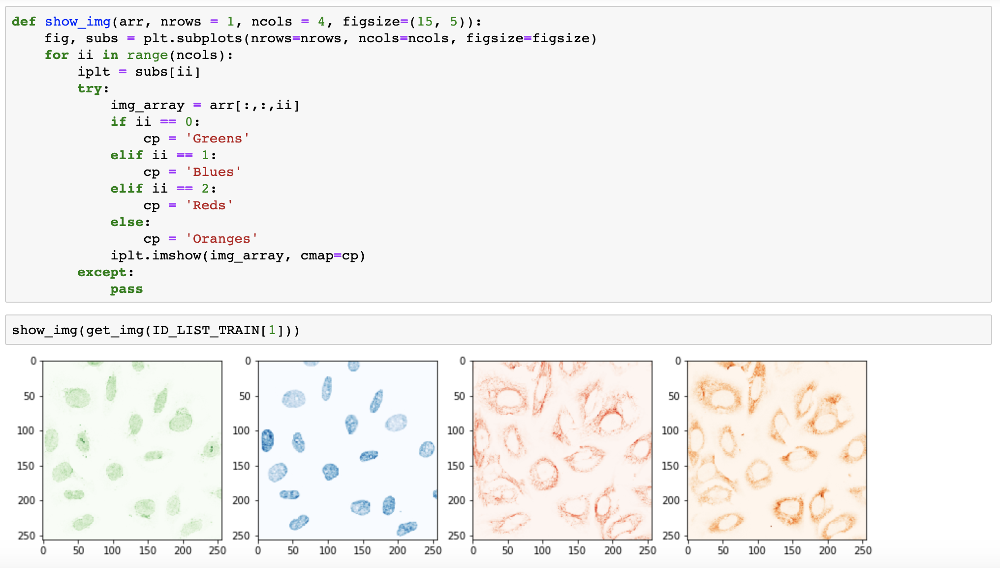 def show_img(arr, nrows = 1, ncols = 4, figsize=(15, 5)):
    fig, subs = plt.subplots(nrows=nrows, ncols=ncols, figsize=figsize)
    for ii in range(ncols):
        iplt = subs[ii]
        try:
            img_array = arr[:,:,ii]
            if ii == 0:
                cp = 'Greens'
            elif ii == 1:
                cp = 'Blues'
            elif ii == 2:
                cp = 'Reds'
            else:
                cp = 'Oranges'
            iplt.imshow(img_array, cmap=cp)
        except:
            pass
show_img(get_img(ID_LIST_TRAIN[1]))
0 0 0 0
50 50 50 50
100 100 100 100
150 150 150 150
200 200 200 200
250 250 250 250
0 50 100 150 200 250 0 50 100 150 200 250 0 50 100 150 200 250 0 50 100 150 200 250